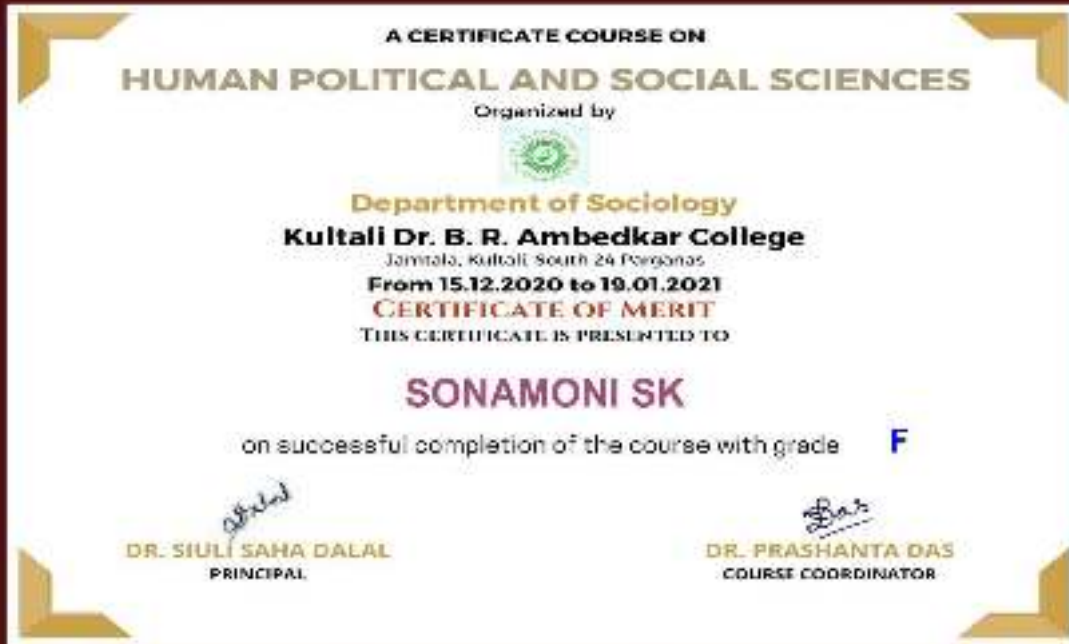 A CERTIFICATE COURSE ON
HUMAN POLITICAL AND SOCIAL SCIENCES
Organized by
Department of Sociology
Kultali Dr. B. R. Ambedkar College
Jamtala, Kultali, South 24 Parganas
From 15.12.2020 to 19.01.2021
CERTIFICATE OF MERIT
THIS CERTIFICATE IS PRESENTED TO
SONAMONI SK
on successful completion of the course with grade F
DR. SIULI SAHA DALAL
PRINCIPAL
Das
DR. PRASHANTA DAS
COURSE COORDINATOR